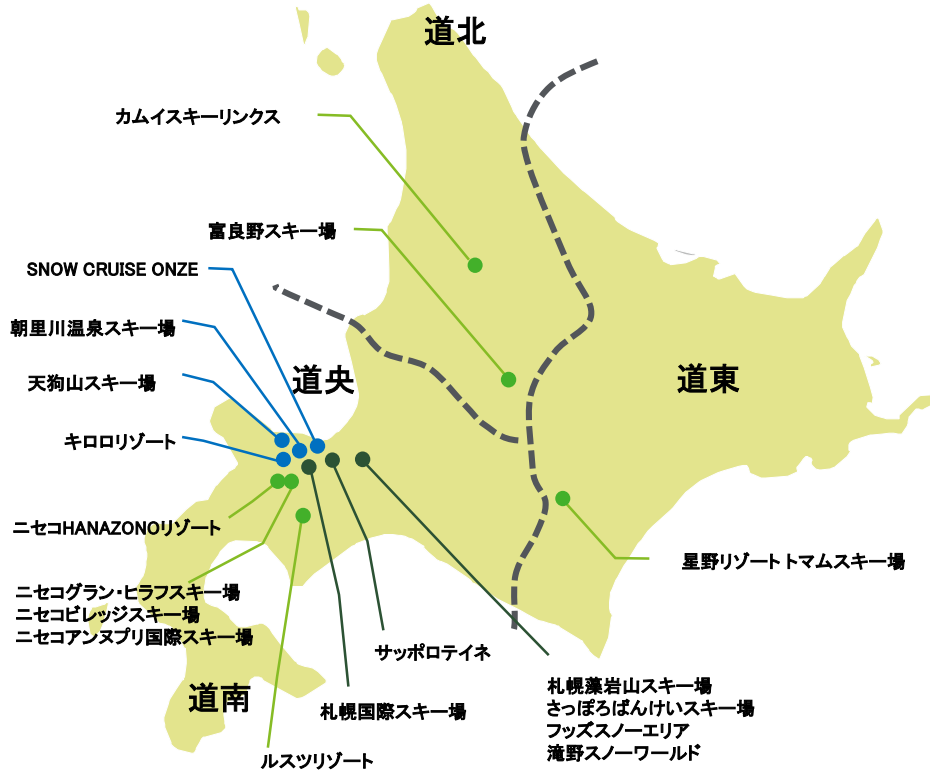 道北
カムイスキーリンクス
富良野スキー場
SNOW CRUISE ONZE
朝里川温泉スキー場
天狗山スキー場
道央
道東
キロロリゾート
ニセコHANAZONOリゾート
星野リゾート トマムスキー場
ニセコグラン・ヒラフスキー場
ニセコビレッジスキー場
ニセコアンヌプリ国際スキー場
サッポロテイネ
道南
札幌国際スキー場
札幌藻岩山スキー場
さっぽろばんけいスキー場
フッズスノーエリア
滝野スノーワールド
ルスツリゾート